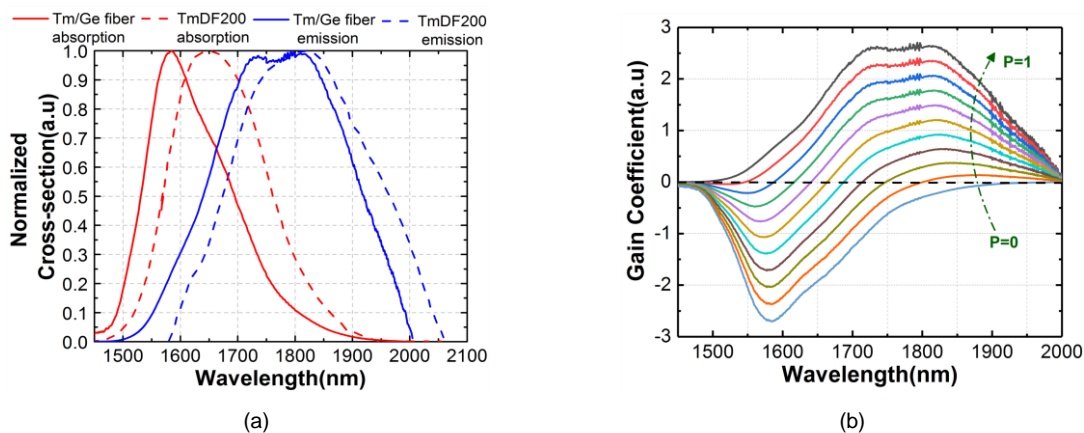 Tm/Ge fiber absorption
TmDF200 absorption
Tm/Ge fiber emission
TmDF200 emission
Normalized
Cross-section(a.u)
1.0
0.9
0.8
0.7
0.6
0.5
0.4
0.3
0.2
0.1
0.0
1500 1600 1700 1800 1900 2000 2100
Wavelength(nm)
(a)
Gain Coefficient(a.u)
3
2
1
0
-1
-2
-3
P=1
P=0
1500 1600 1700 1800 1900 2000
Wavelength(nm)
(b)